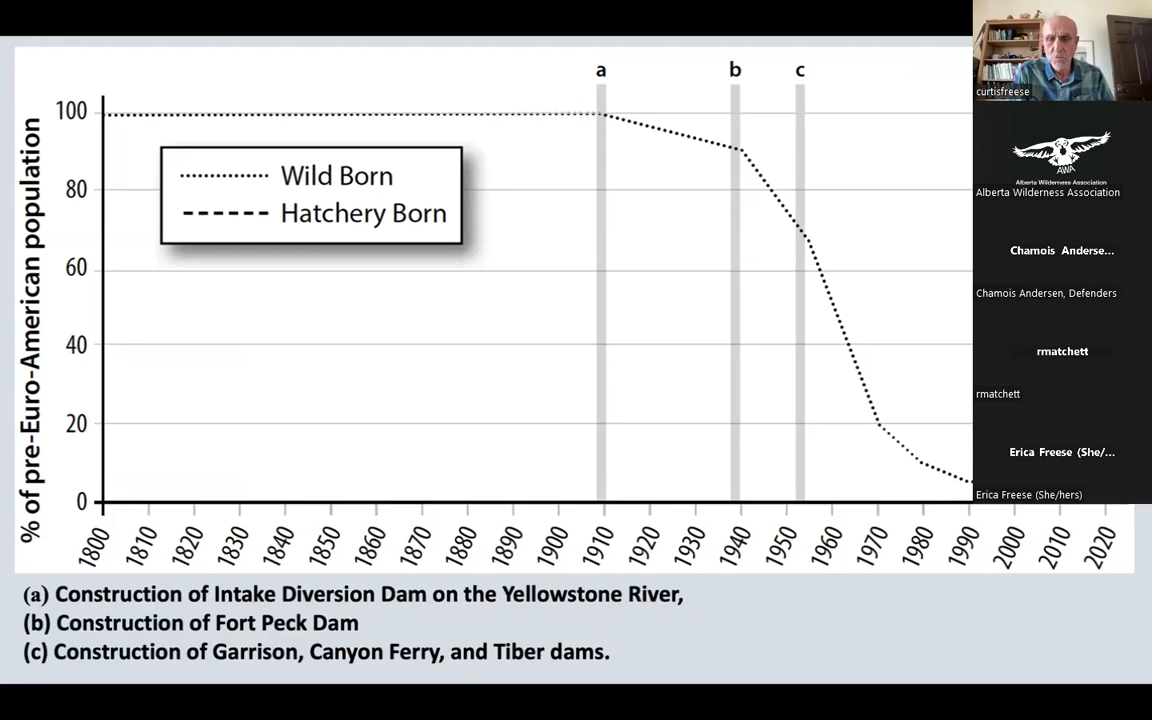 a b c
% of pre-Euro-American population
100
80
60
40
20
0
Wild Born
Hatchery Born
1800 1810 1820 1830 1840 1850 1860 1870 1880 1890 1900 1910 1920 1930 1940 1950 1960 1970 1980 1990 2000 2010 2020
(a) Construction of Intake Diversion Dam on the Yellowstone River,
(b) Construction of Fort Peck Dam
(c) Construction of Garrison, Canyon Ferry, and Tiber dams.
curtisfreese
AWA
Alberta Wilderness Association
Alberta Wilderness Association
Chamois Anderse...
Chamois Andersen, Defenders
rmatchett
rmatchett
Erica Freese (She/...
Erica Freese (She/hers)